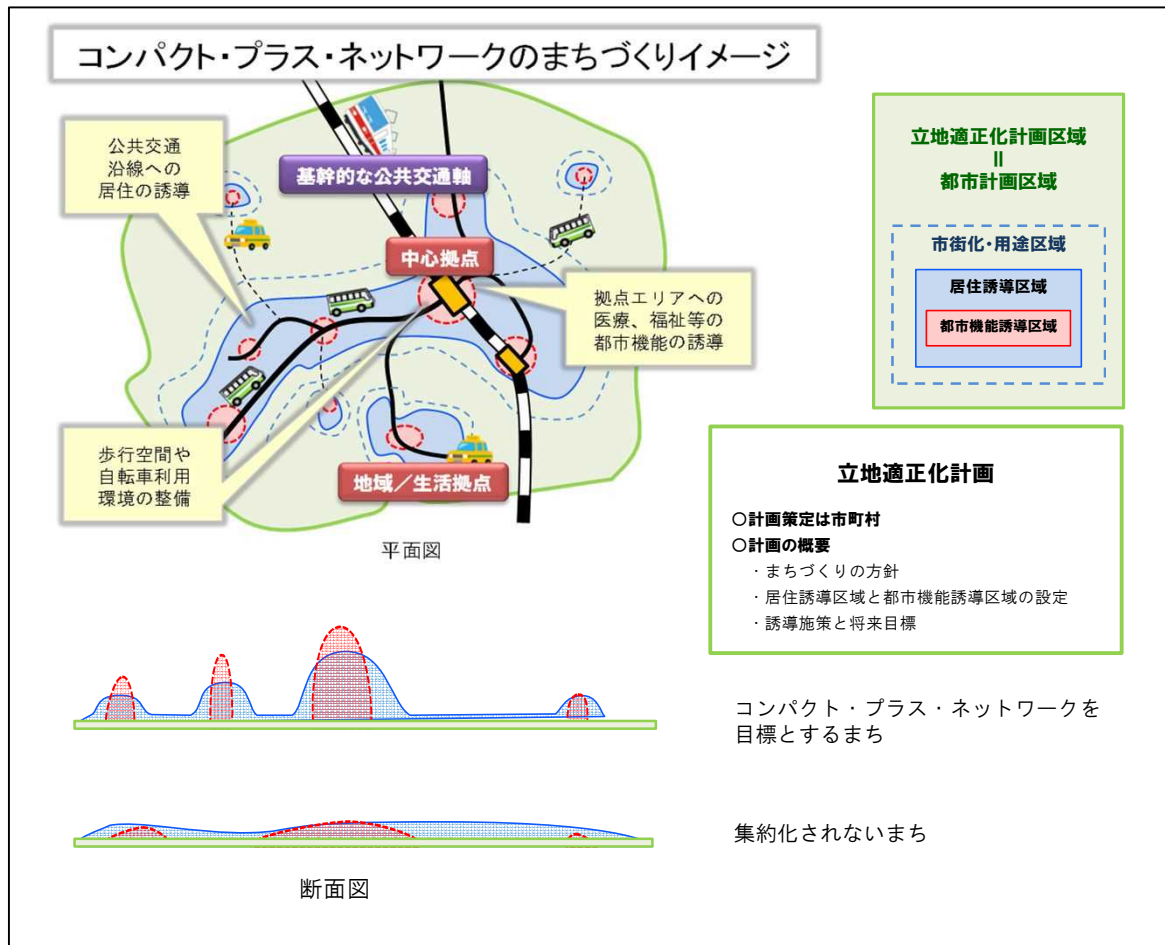 コンパクト・プラス・ネットワークのまちづくりイメージ
公共交通
沿線への
居住の誘導
基幹的な公共交通軸
中心拠点
拠点エリアへの
医療、福祉等の
都市機能の誘導
歩行空間や
自転車利用
環境の整備
地域／生活拠点
平面図
立地適正化計画区域
＝
都市計画区域
市街化・用途区域
居住誘導区域
都市機能誘導区域
立地適正化計画
〇計画策定は市町村
〇計画の概要
・まちづくりの方針
・居住誘導区域と都市機能誘導区域の設定
・誘導施策と将来目標
コンパクト・プラス・ネットワークを
目標とするまち
集約化されないまち
断面図